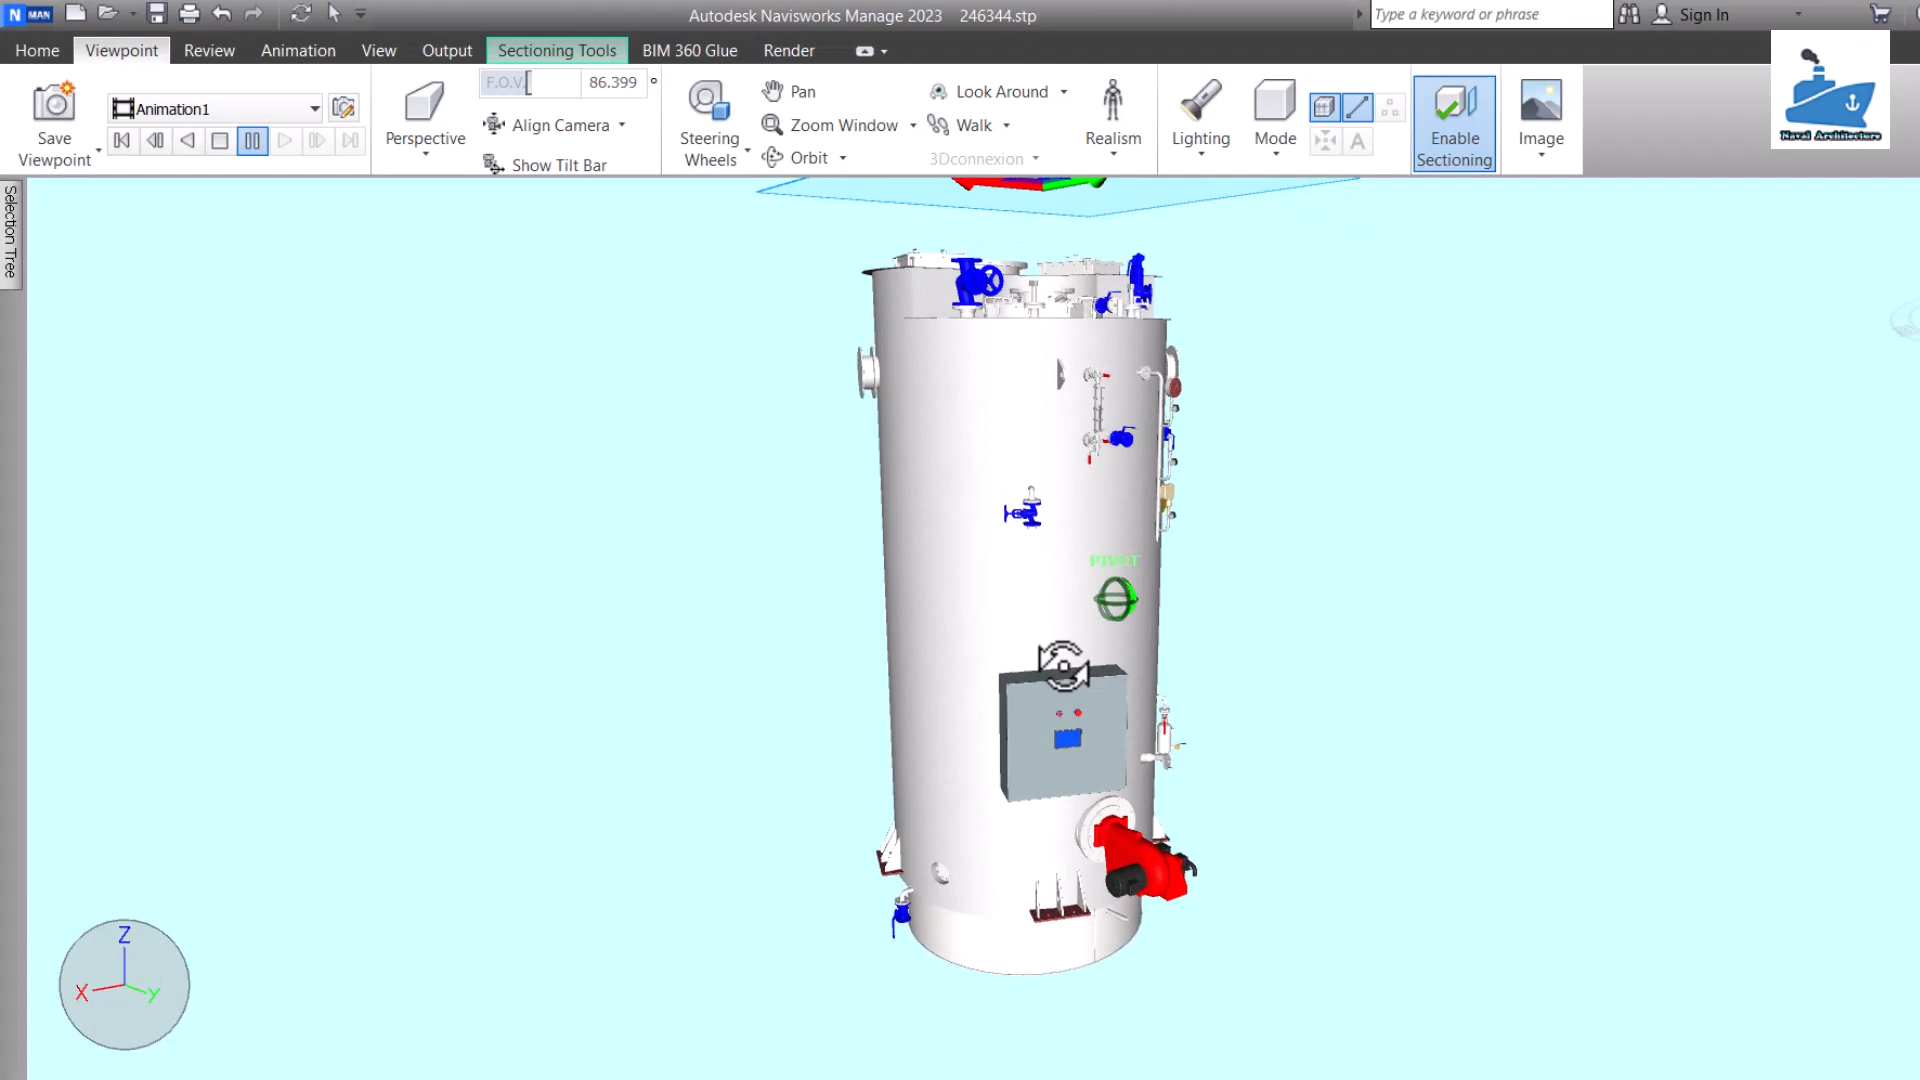 N MAN
Autodesk Navisworks Manage 2023 246344.stp
Type a keyword or phrase
Sign In
Home
Viewpoint
Review
Animation
View
Output
Sectioning Tools
BIM 360 Glue
Render
Save
Viewpoint
Animation1
Perspective
F.O.V.
86.399 °
Align Camera
Show Tilt Bar
Steering
Wheels
Pan
Zoom Window
Orbit
Look Around
Walk
3Dconnexion
Realism
Lighting
Mode
A
Enable
Sectioning
Image
Naval Architecture
Selection Tree
PIVOT
Z
X
Y